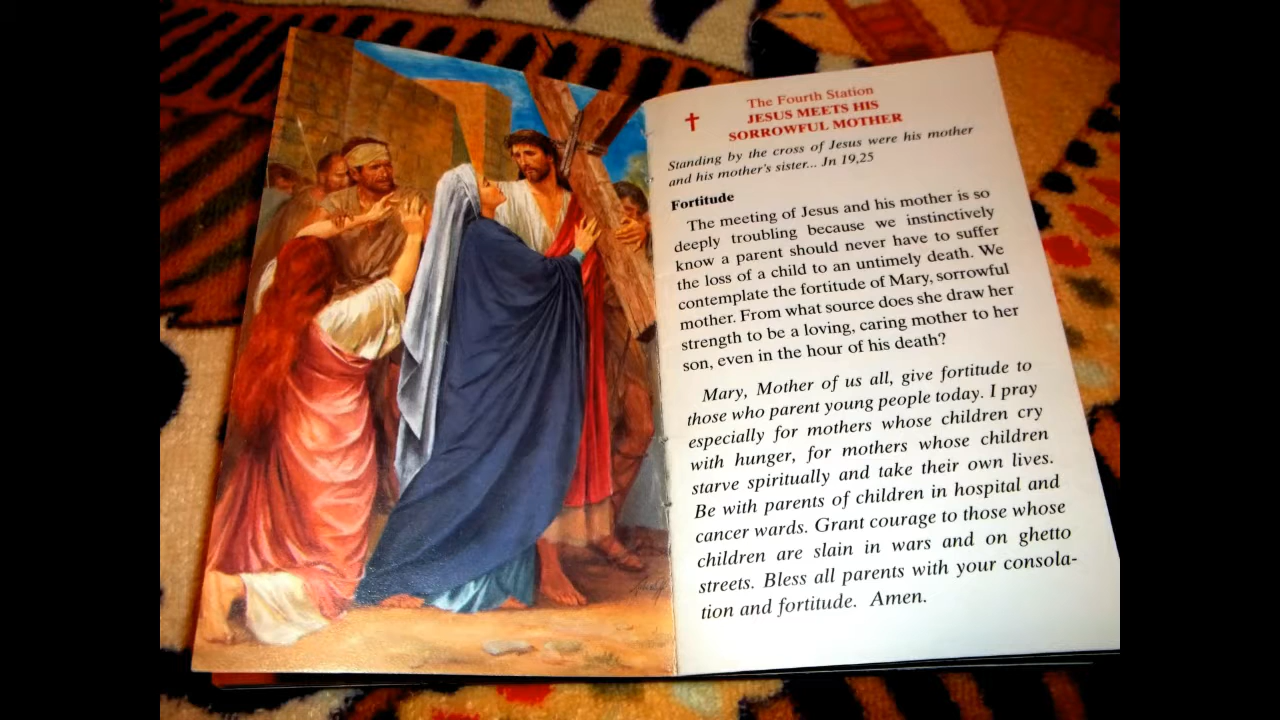 The Fourth Station
JESUS MEETS HIS
SORROWFUL MOTHER
Standing by the cross of Jesus were his mother
and his mother's sister... Jn 19,25
Fortitude
The meeting of Jesus and his mother is so
deeply troubling because we instinctively
know a parent should never have to suffer
the loss of a child to an untimely death. We
contemplate the fortitude of Mary, sorrowful
mother. From what source does she draw her
strength to be a loving, caring mother to her
son, even in the hour of his death?
Mary, Mother of us all, give fortitude to
those who parent young people today. I pray
especially for mothers whose children cry
with hunger, for mothers whose children
starve spiritually and take their own lives.
Be with parents of children in hospital and
cancer wards. Grant courage to those whose
children are slain in wars and on ghetto
streets. Bless all parents with your consola-
tion and fortitude. Amen.